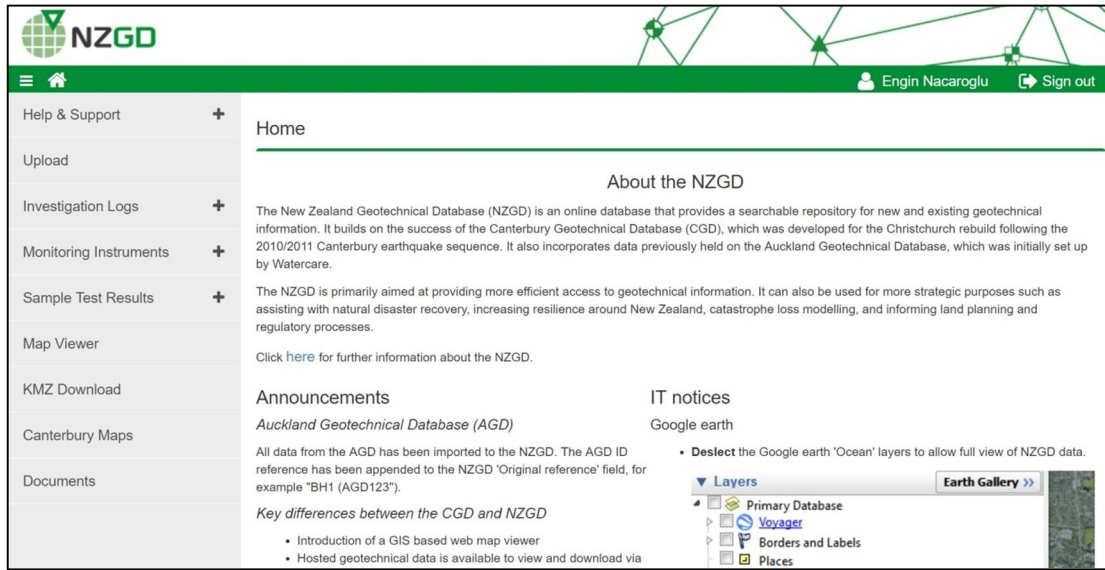 NZGD
Engin Nacaroglu
Sign out
Help & Support
Upload
Investigation Logs
Monitoring Instruments
Sample Test Results
Map Viewer
KMZ Download
Canterbury Maps
Documents
Home
About the NZGD
The New Zealand Geotechnical Database (NZGD) is an online database that provides a searchable repository for new and existing geotechnical
information. It builds on the success of the Canterbury Geotechnical Database (CGD), which was developed for the Christchurch rebuild following the
2010/2011 Canterbury earthquake sequence. It also incorporates data previously held on the Auckland Geotechnical Database, which was initially set up
by Watercare.
The NZGD is primarily aimed at providing more efficient access to geotechnical information. It can also be used for more strategic purposes such as
assisting with natural disaster recovery, increasing resilience around New Zealand, catastrophe loss modelling, and informing land planning and
regulatory processes.
Click here for further information about the NZGD.
Announcements
Auckland Geotechnical Database (AGD)
All data from the AGD has been imported to the NZGD. The AGD ID
reference has been appended to the NZGD 'Original reference' field, for
example "BH1 (AGD123").
Key differences between the CGD and NZGD
• Introduction of a GIS based web map viewer
• Hosted geotechnical data is available to view and download via
IT notices
Google earth
• Deslect the Google earth 'Ocean' layers to allow full view of NZGD data.
Layers
Earth Gallery »
Primary Database
Voyager
Borders and Labels
Places